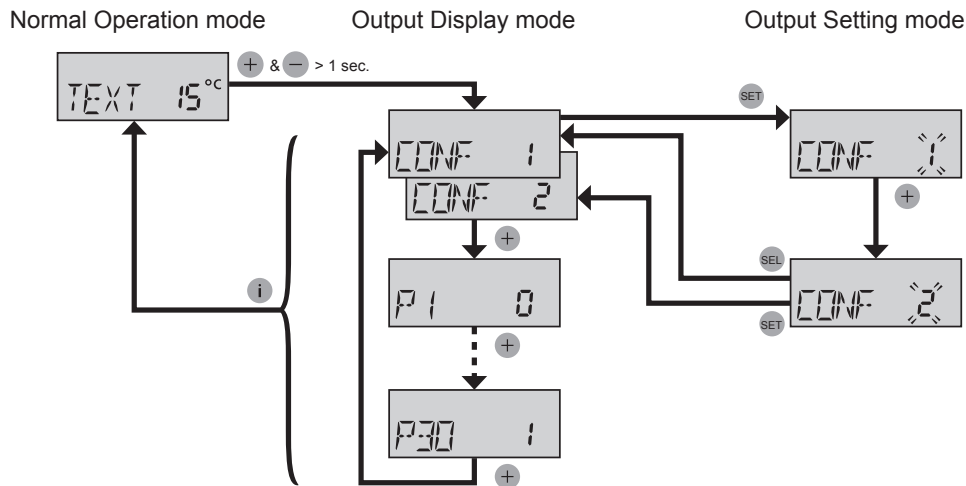 Normal Operation mode
Output Display mode
Output Setting mode
+ & − > 1 sec.
TEXT 15°C
SET
CONF 1
CONF 1
CONF 2
+
+
SEL
i
P1 0
CONF 2
SET
+
P30 1
+